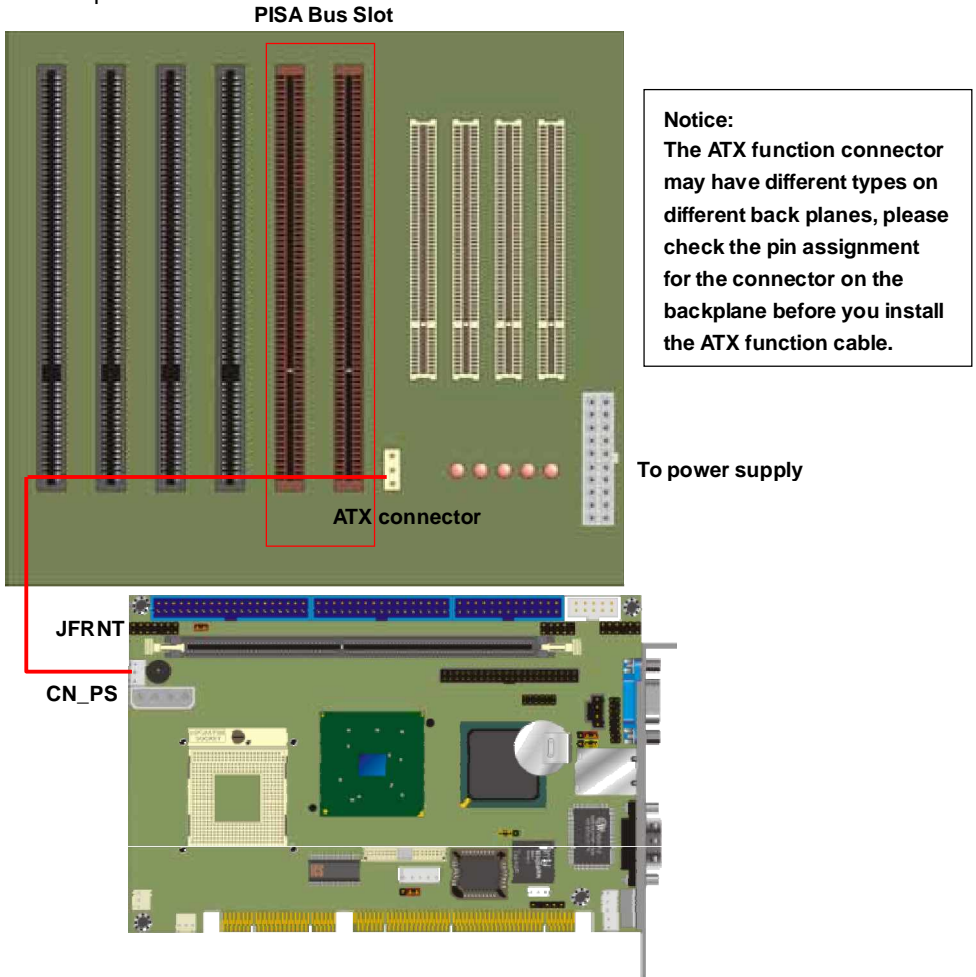 PISA Bus Slot
Notice:
The ATX function connector
may have different types on
different back planes, please
check the pin assignment
for the connector on the
backplane before you install
the ATX function cable.
To power supply
ATX connector
JFRNT
CN_PS